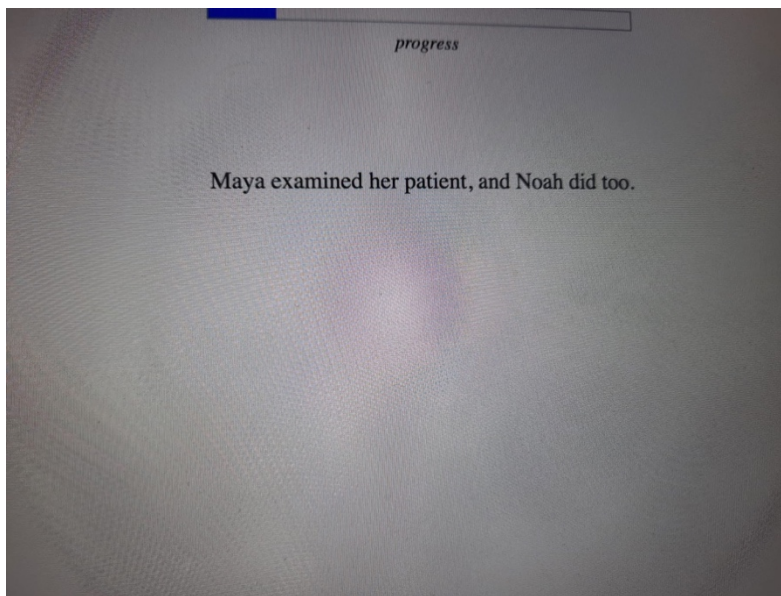 progress
Maya examined her patient, and Noah did too.